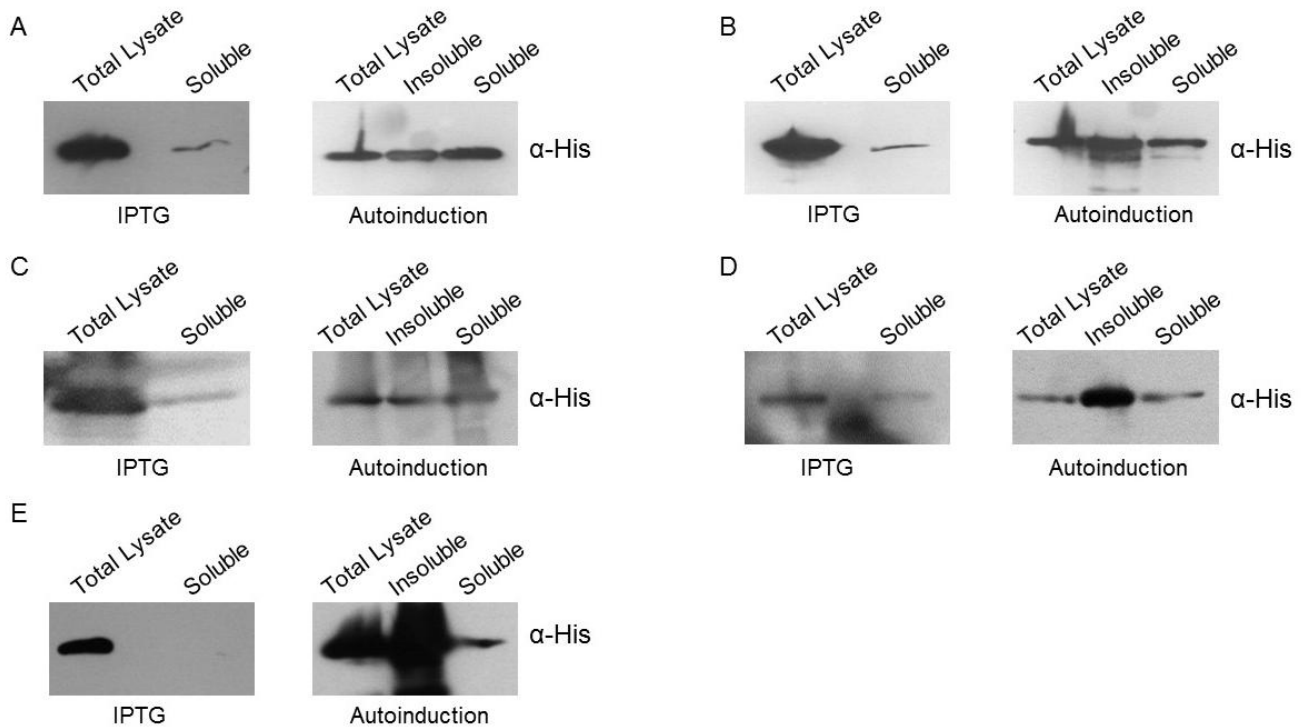 A
Total Lysate
Soluble
IPTG
Total Lysate
Insoluble
Soluble
α-His
Autoinduction
B
Total Lysate
Soluble
IPTG
Total Lysate
Insoluble
Soluble
α-His
Autoinduction
C
Total Lysate
Soluble
IPTG
Total Lysate
Insoluble
Soluble
α-His
Autoinduction
D
Total Lysate
Soluble
IPTG
Total Lysate
Insoluble
Soluble
α-His
Autoinduction
E
Total Lysate
Soluble
IPTG
Total Lysate
Insoluble
Soluble
α-His
Autoinduction